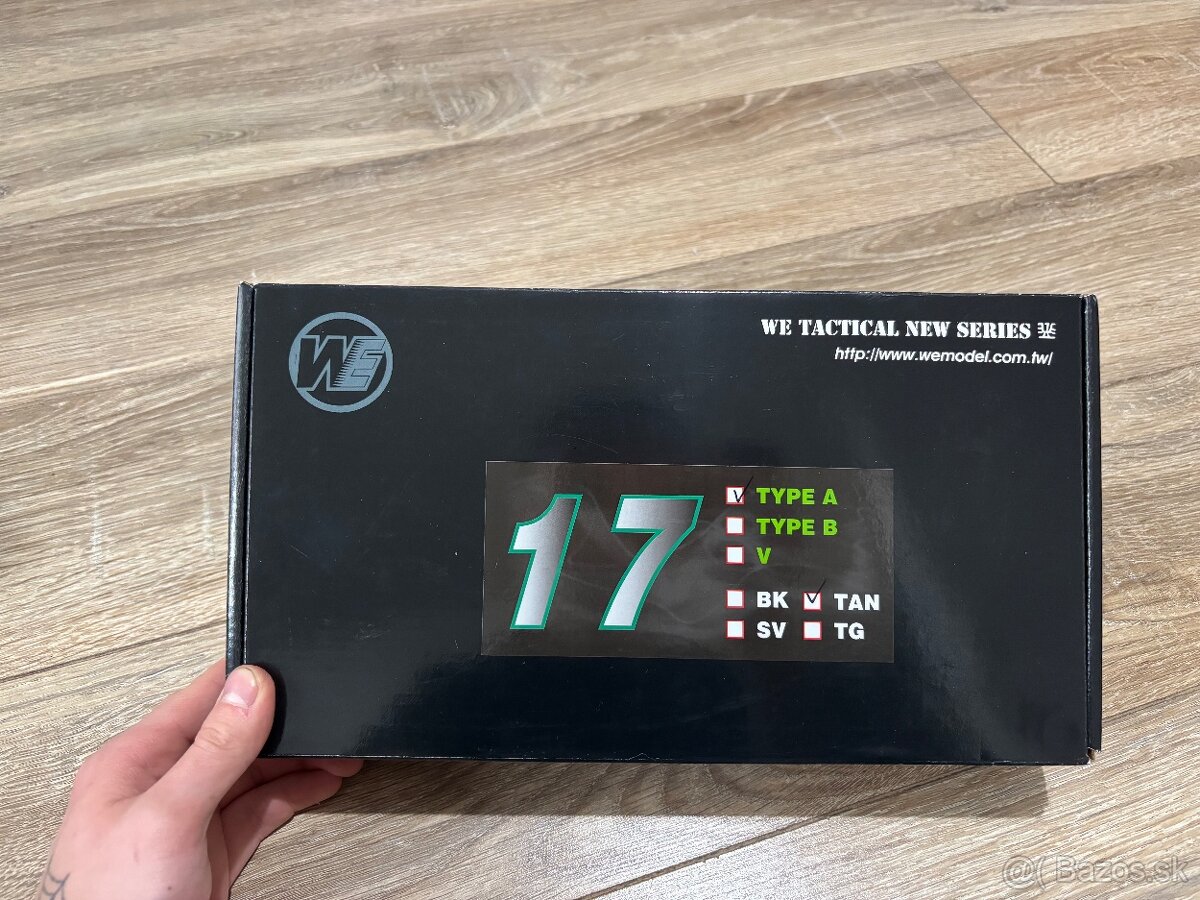 WE
WE TACTICAL NEW SERIES
http://www.wemodel.com.tw/
17
TYPE A
TYPE B
V
BK
TAN
SV
TG
@( Bazos.sk